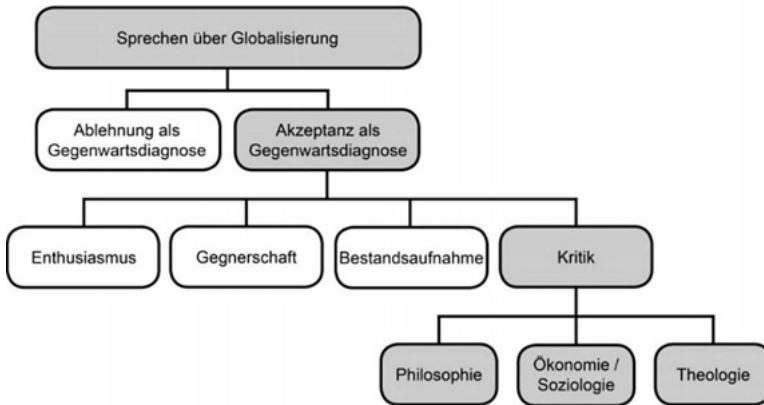 Sprechen über Globalisierung
Ablehnung als
Gegenwartsdiagnose
Akzeptanz als
Gegenwartsdiagnose
Enthusiasmus
Gegnerschaft
Bestandsaufnahme
Kritik
Philosophie
Ökonomie /
Soziologie
Theologie